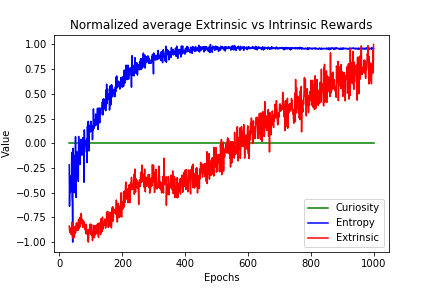 Normalized average Extrinsic vs Intrinsic Rewards
1.00
0.75
0.50
0.25
0.00
−0.25
−0.50
−0.75
−1.00
Value
0
200
400
600
800
1000
Epochs
Curiosity
Entropy
Extrinsic